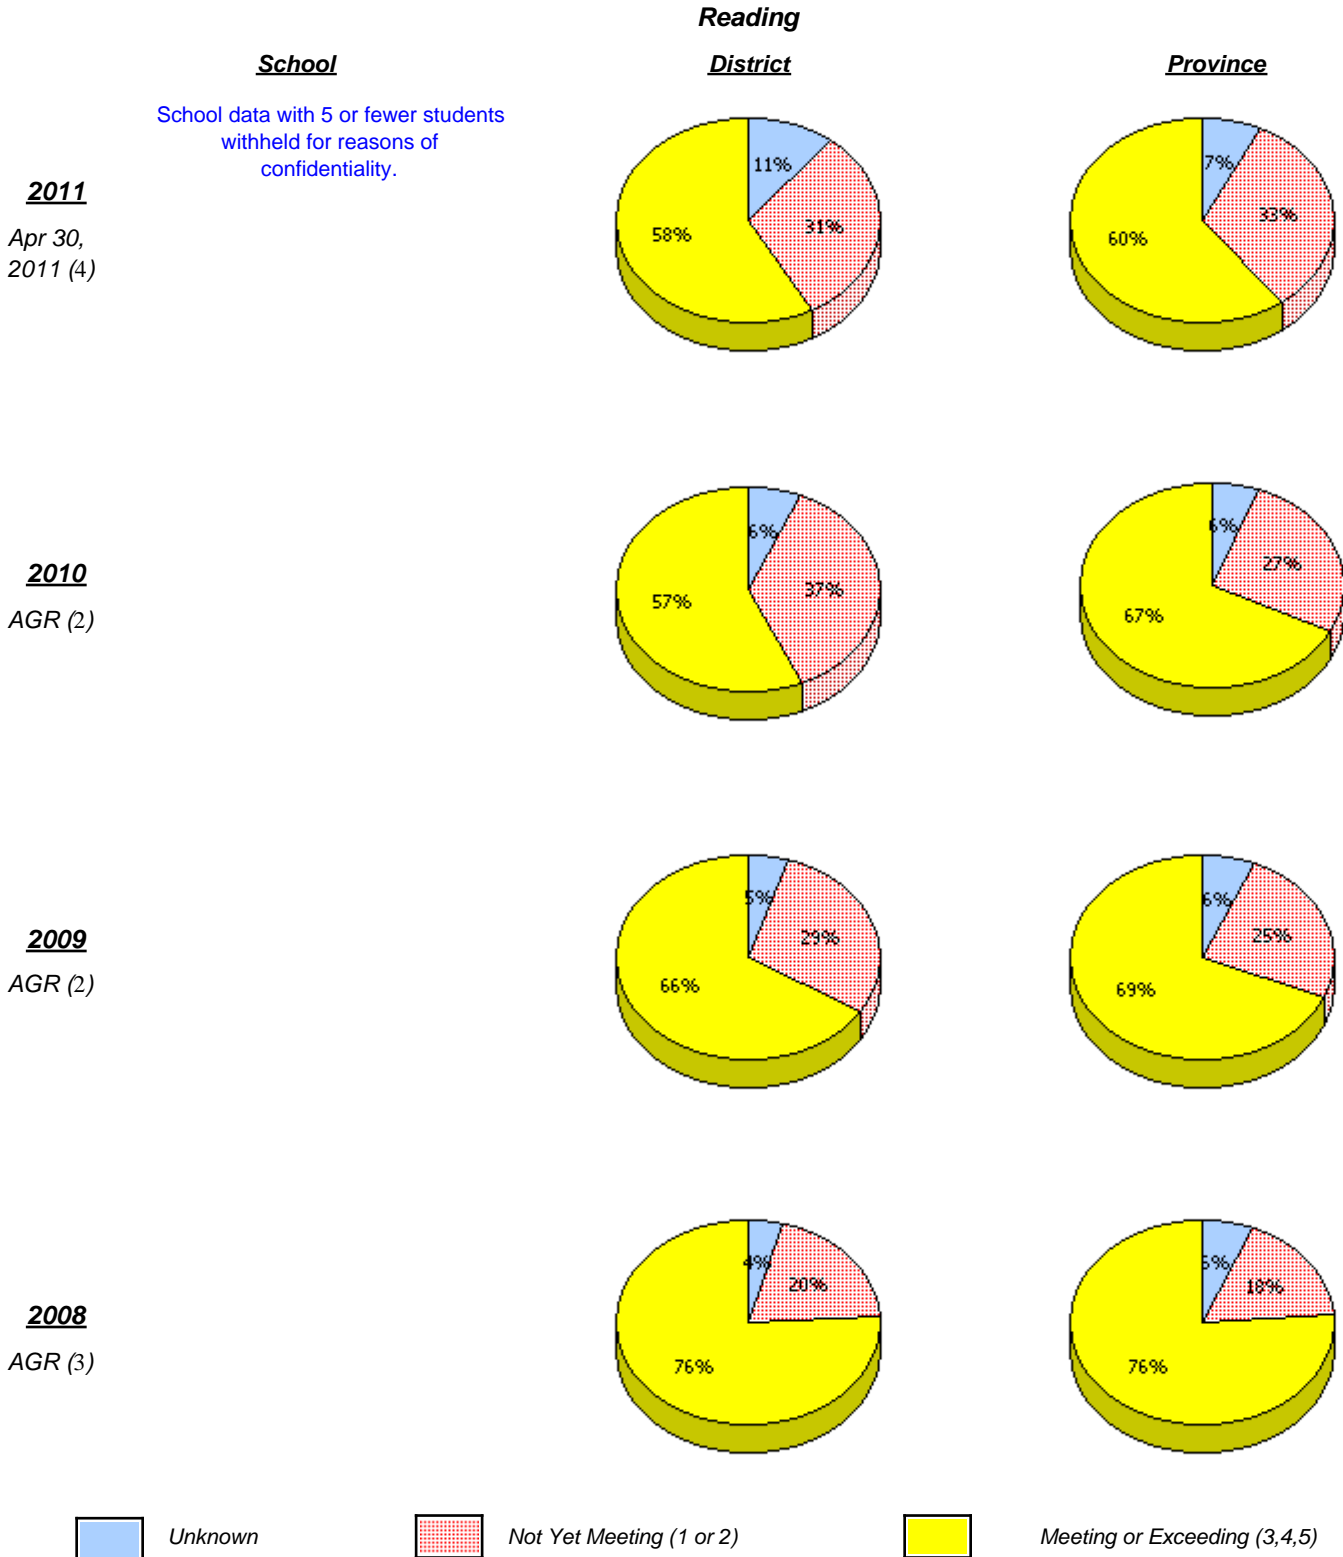 Reading
School
District
Province
School data with 5 or fewer students
withheld for reasons of
confidentiality.
2011
Apr 30,
2011 (4)
11%
31%
58%
7%
33%
60%
2010
AGR (2)
6%
37%
57%
6%
27%
67%
2009
AGR (2)
5%
29%
66%
6%
25%
69%
2008
AGR (3)
4%
20%
76%
18%
76%
Unknown
Not Yet Meeting (1 or 2)
Meeting or Exceeding (3,4,5)